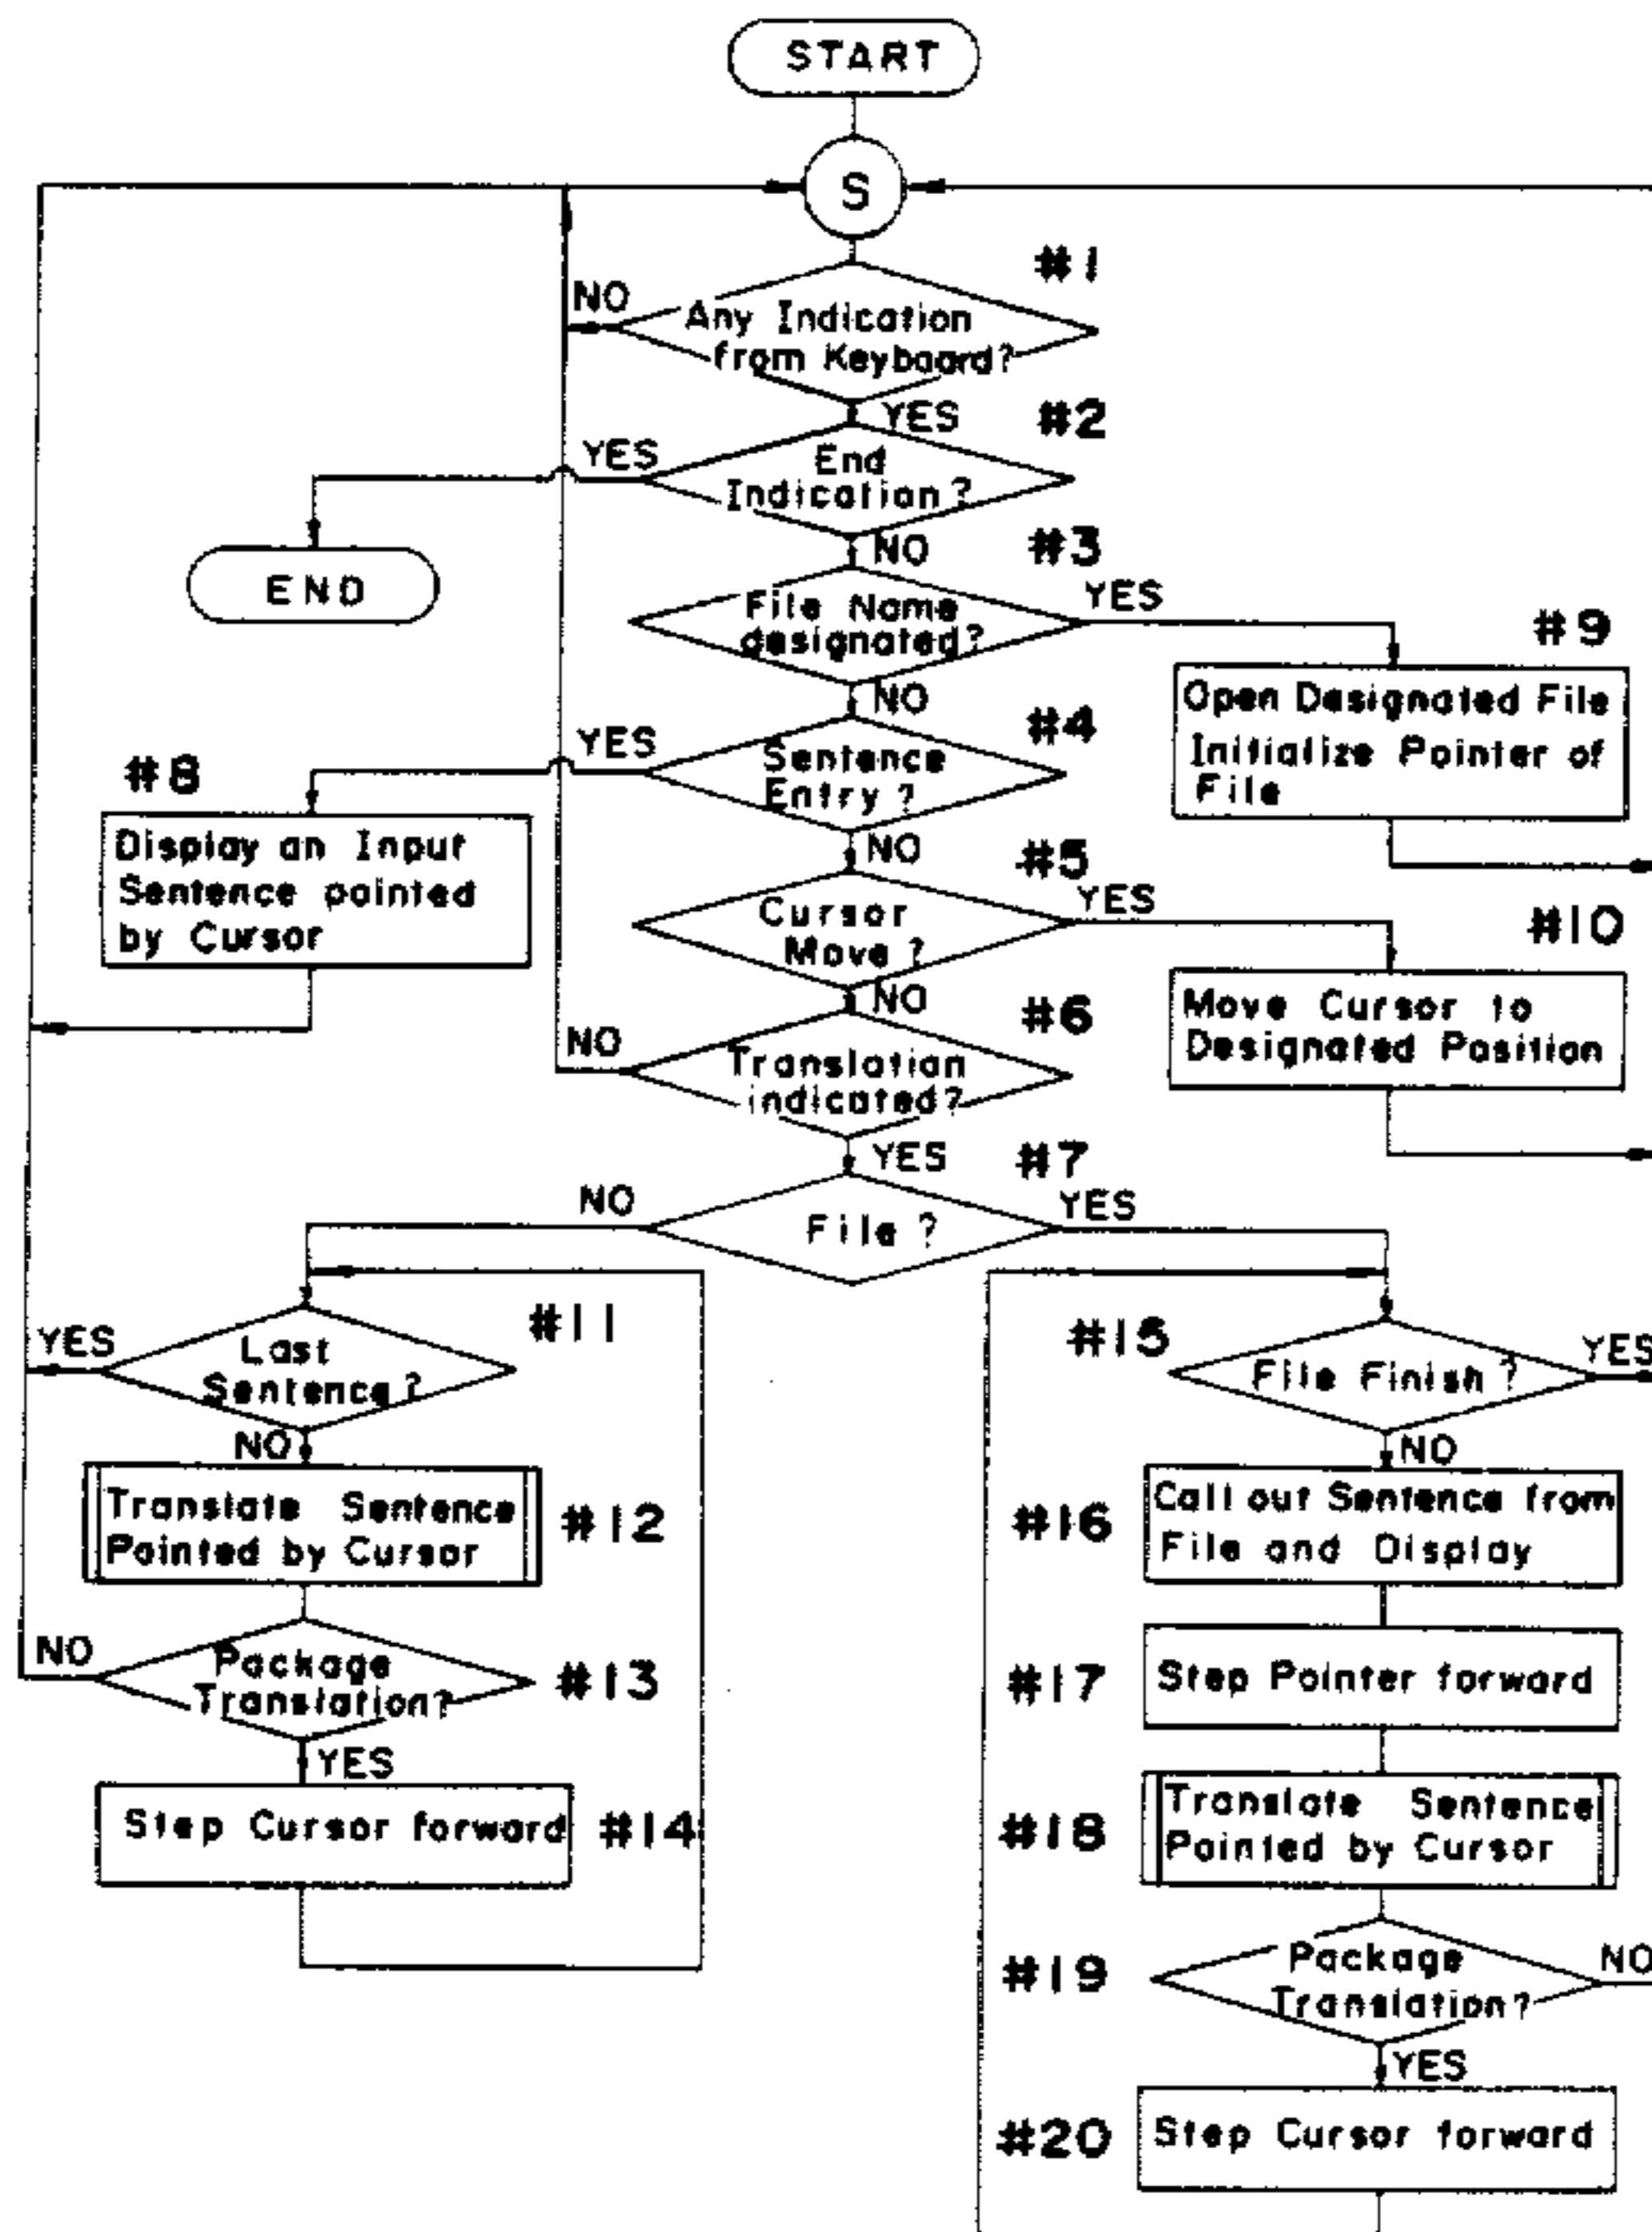 START
S
#1
NO
Any Indication
from Keyboard?
YES
#2
YES
End
Indication?
END
NO
#3
File Name
designated?
YES
#9
Open Designated File
Initialize Pointer of
File
NO
#4
YES
Sentence
Entry?
#8
Display an Input
Sentence pointed
by Cursor
NO
#5
Cursor
Move?
YES
#10
Move Cursor to
Designated Position
NO
#6
NO
Translation
indicated?
YES
#7
NO
File?
YES
#11
YES
Last
Sentence?
NO
Translate Sentence
Pointed by Cursor
#12
NO
Package
Translation?
#13
YES
Step Cursor forward
#14
#15
File Finish?
YES
NO
#16
Call out Sentence from
File and Display
#17
Step Pointer forward
#18
Translate Sentence
Pointed by Cursor
#19
Package
Translation?
NO
YES
#20
Step Cursor forward